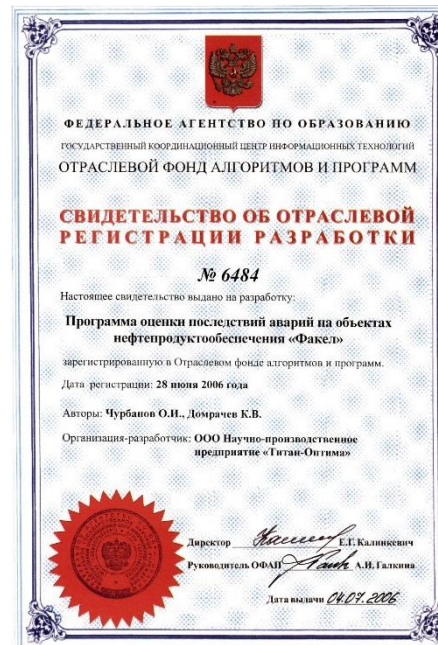 ФЕДЕРАЛЬНОЕ АГЕНТСТВО ПО ОБРАЗОВАНИЮ
ГОСУДАРСТВЕННЫЙ КООРДИНАЦИОННЫЙ ЦЕНТР ИНФОРМАЦИОННЫХ ТЕХНОЛОГИЙ
ОТРАСЛЕВОЙ ФОНД АЛГОРИТМОВ И ПРОГРАММ
СВИДЕТЕЛЬСТВО ОБ ОТРАСЛЕВОЙ
РЕГИСТРАЦИИ РАЗРАБОТКИ
№ 6484
Настоящее свидетельство выдано на разработку:
Программа оценки последствий аварий на объектах
нефтепродуктообеспечения «Факел»
зарегистрированную в Отраслевом фонде алгоритмов и программ.
Дата регистрации: 28 июня 2006 года
Авторы: Чурбанов О.И., Домрачев К.В.
Организация-разработчик: ООО Научно-производственное
предприятие «Титан-Оптима»
Директор Е.Г. Калинкевич
Руководитель ОФАП А.И. Галкина
Дата выдачи 04.07.2006